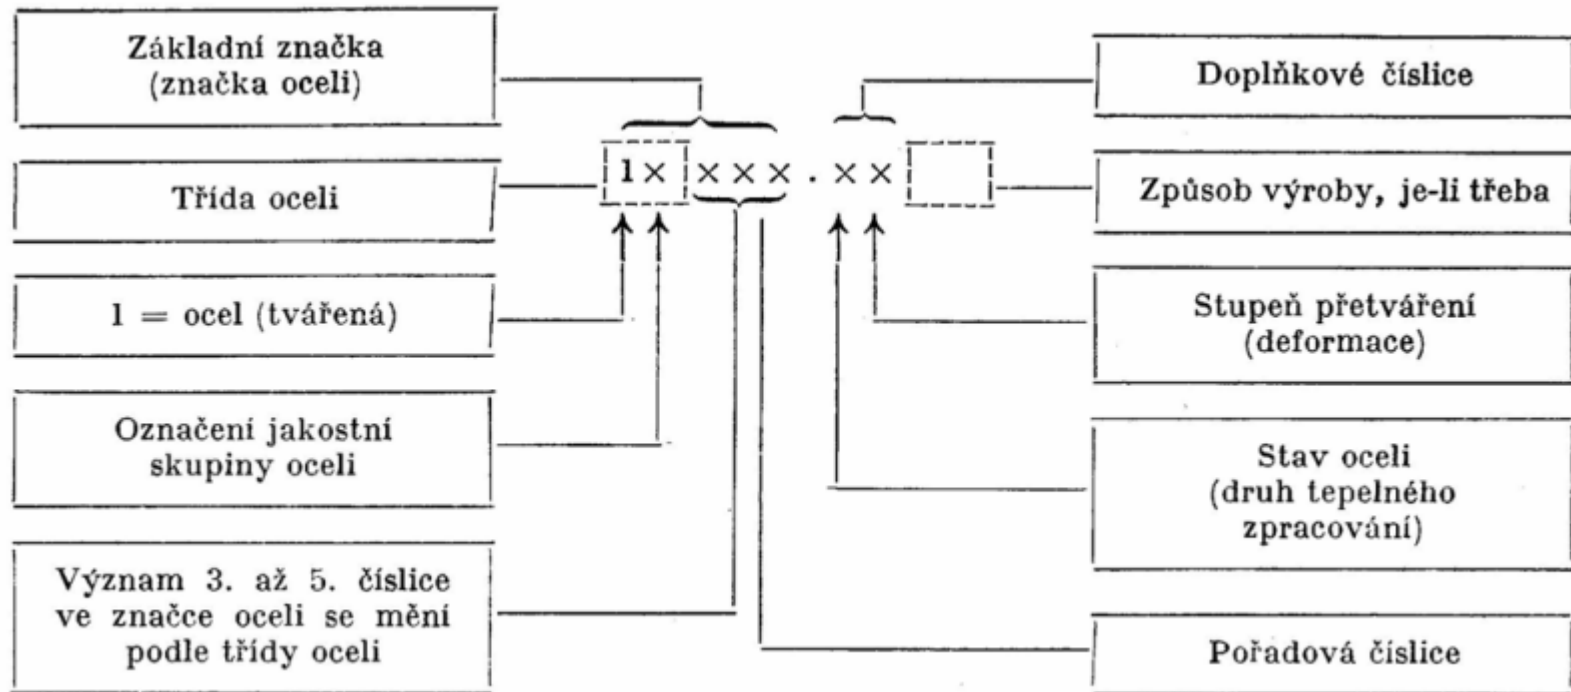 Základní značka
(značka oceli)
Třída oceli
1 = ocel (tvářená)
Označení jakostní
skupiny oceli
Význam 3. až 5. číslice
ve značce oceli se mění
podle třídy oceli
1× ××× . ××
Doplňkové číslice
Způsob výroby, je-li třeba
Stupeň přetváření
(deformace)
Stav oceli
(druh tepelného
zpracování)
Pořadová číslice